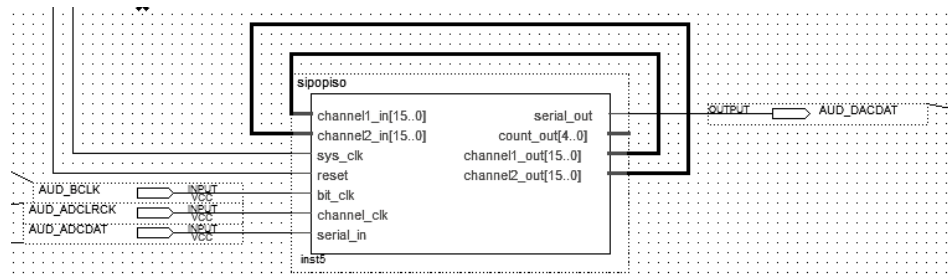 sipopiso
channel1_in[15..0]
channel2_in[15..0]
sys_clk
reset
bit_clk
channel_clk
serial_in
serial_out
count_out[4..0]
channel1_out[15..0]
channel2_out[15..0]
inst5
AUD_BCLK
INPUT
VCC
AUD_ADCLRCK
INPUT
VCC
AUD_ADCDAT
INPUT
VCC
OUTPUT
AUD_DACDAT